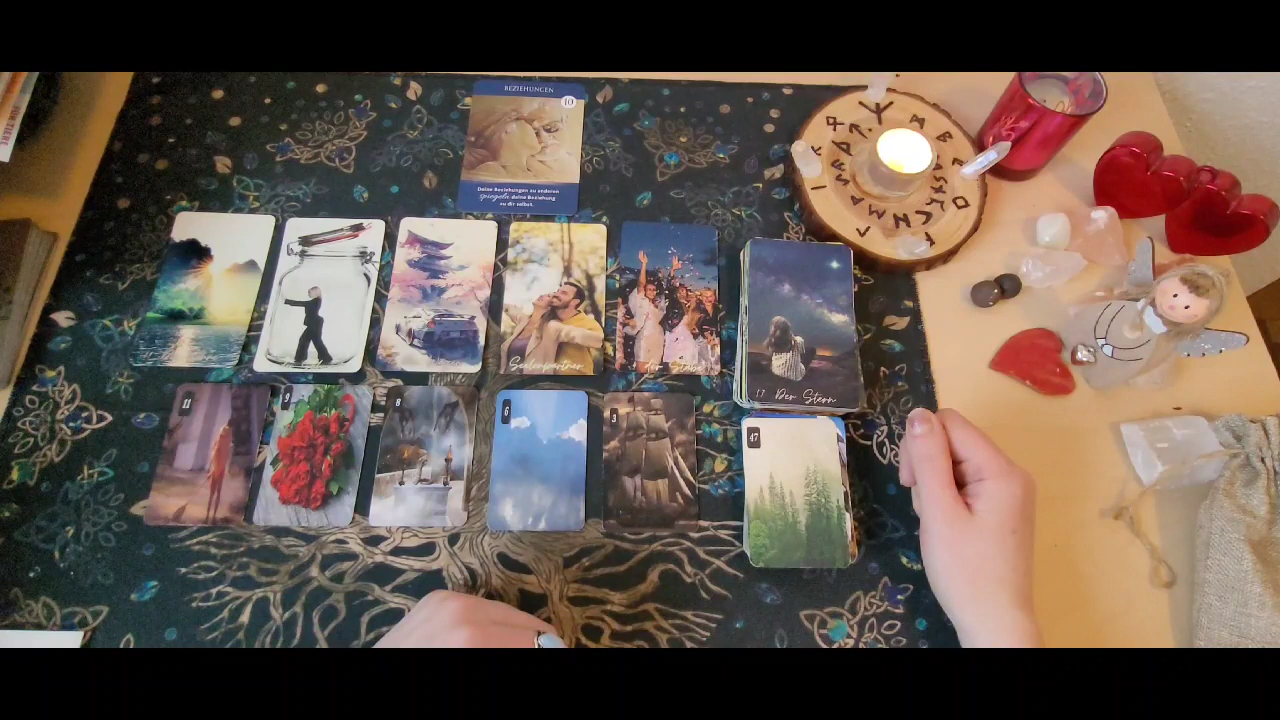 BEZIEHUNGEN
10
Deine Beziehungen zu anderen
spiegeln deine Beziehung
zu dir selbst.
Seelenpartner
17 Der Stern
11
9
8
6
3
47